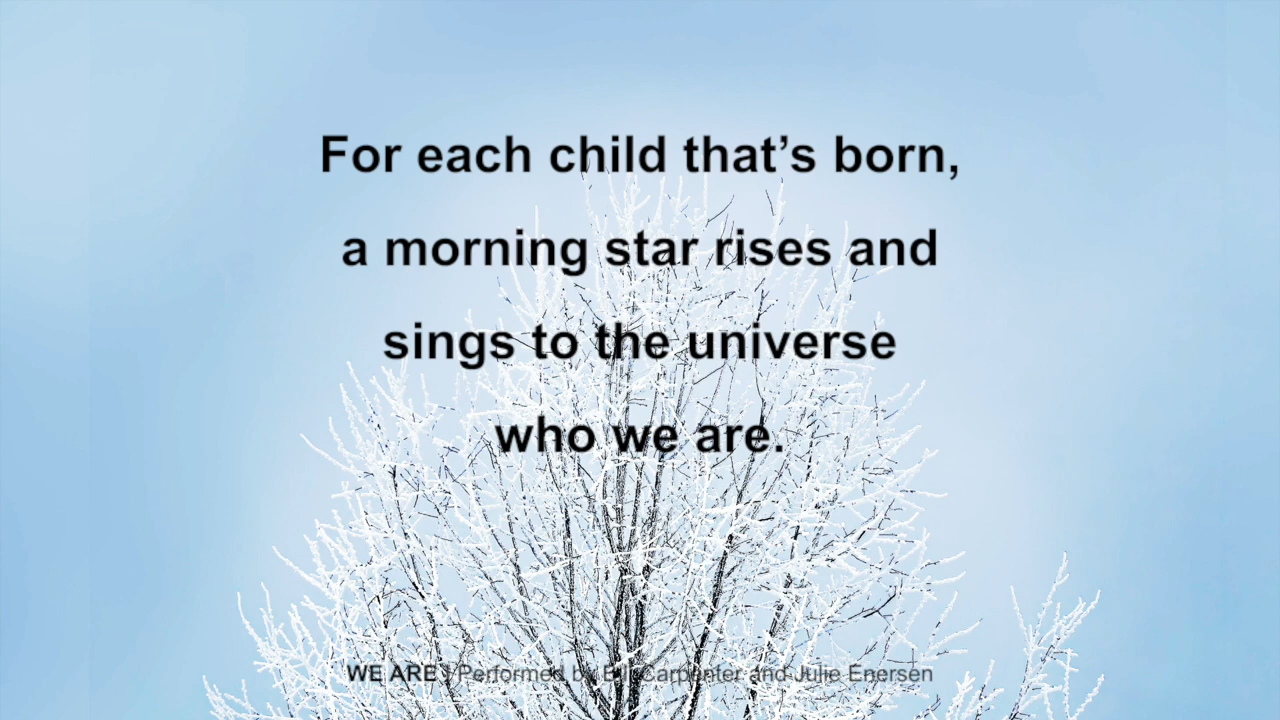 For each child that’s born,
a morning star rises and
sings to the universe
who we are.
WE ARE | Performed by Carpenter and Julie Enersen